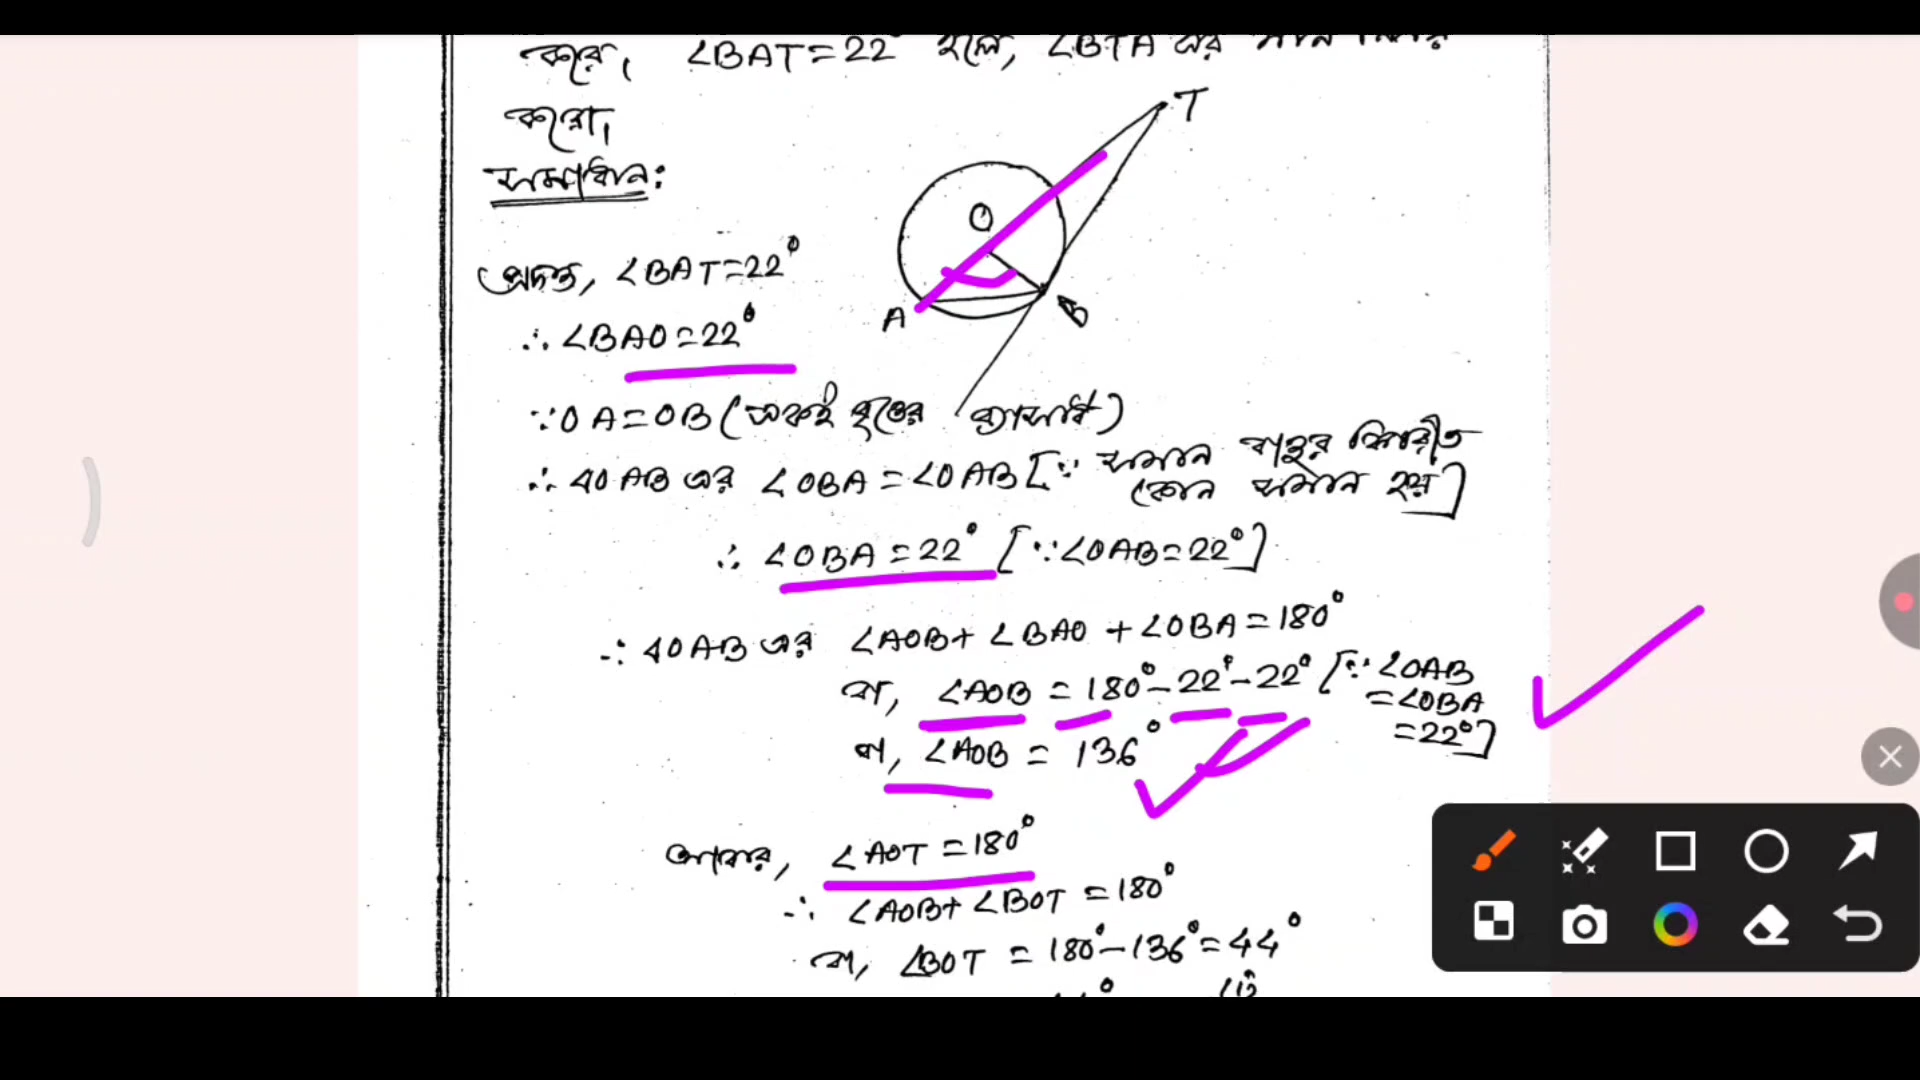 করে, ∠BAT=22° হলে, ∠BTA এর মান নির্ণয়
করো,
সমাধান:
T
O
A
B
প্রদত্ত, ∠BAT=22°
∴ ∠BAO=22°
∵ OA=OB (একই বৃত্তের ব্যাসার্ধ)
∴ △OAB এর ∠OBA = ∠OAB [∵ সমান বাহুর বিপরীত
কোন সমান হয়]
∴ ∠OBA = 22° [∵ ∠OAB=22°]
∴ △OAB এর ∠AOB + ∠BAO + ∠OBA = 180°
বা, ∠AOB = 180°-22°-22° [∵ ∠OAB
=∠OBA
=22°]
বা, ∠AOB = 136°
আবার, ∠AOT = 180°
∴ ∠AOB + ∠BOT = 180°
বা, ∠BOT = 180°-136°=44°